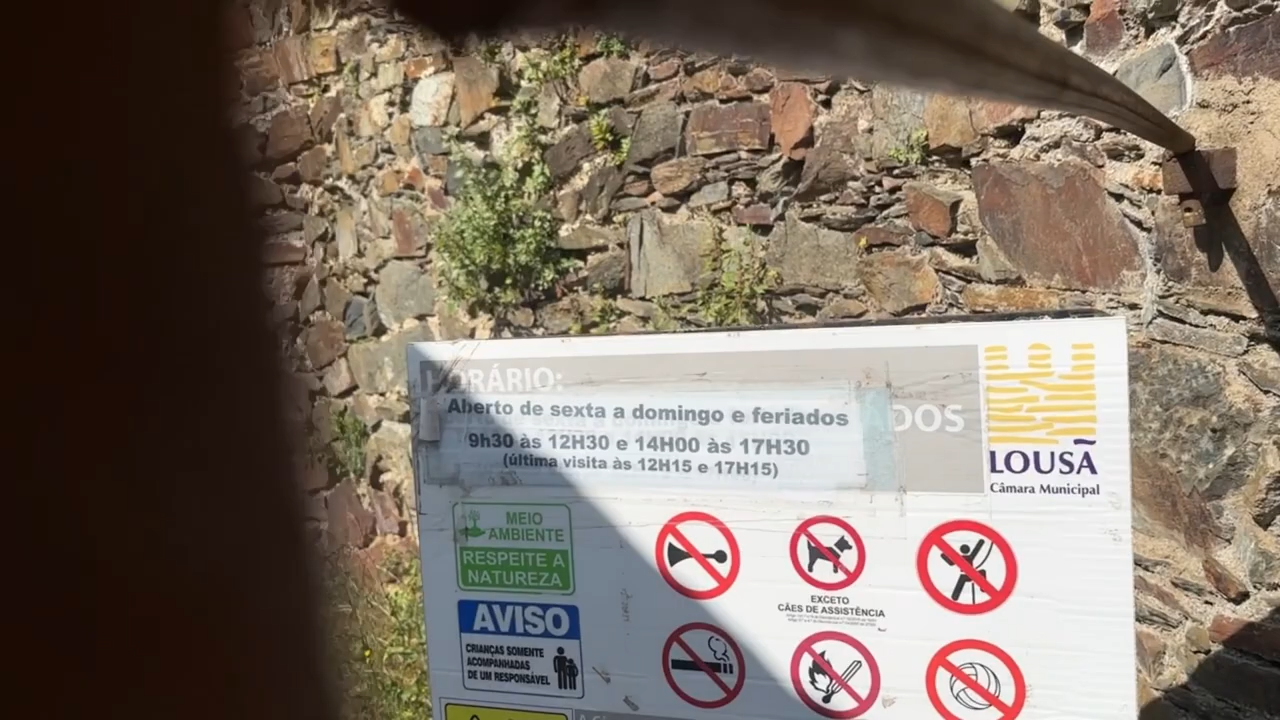 HORÁRIO:
Aberto de sexta a domingo e feriados
DOS
9h30 às 12H30 e 14H00 às 17H30
(última visita às 12H15 e 17H15)
LOUSÃ
Câmara Municipal
MEIO
AMBIENTE
RESPEITE A
NATUREZA
EXCETO
CÃES DE ASSISTÊNCIA
AVISO
CRIANÇAS SOMENTE
ACOMPANHADAS
DE UM RESPONSÁVEL